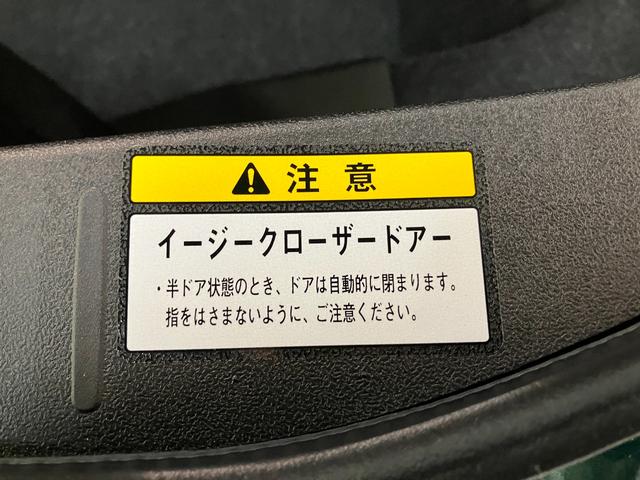 注意
イージークローザードアー
・半ドア状態のとき、ドアは自動的に閉まります。
指をはさまないように、ご注意ください。